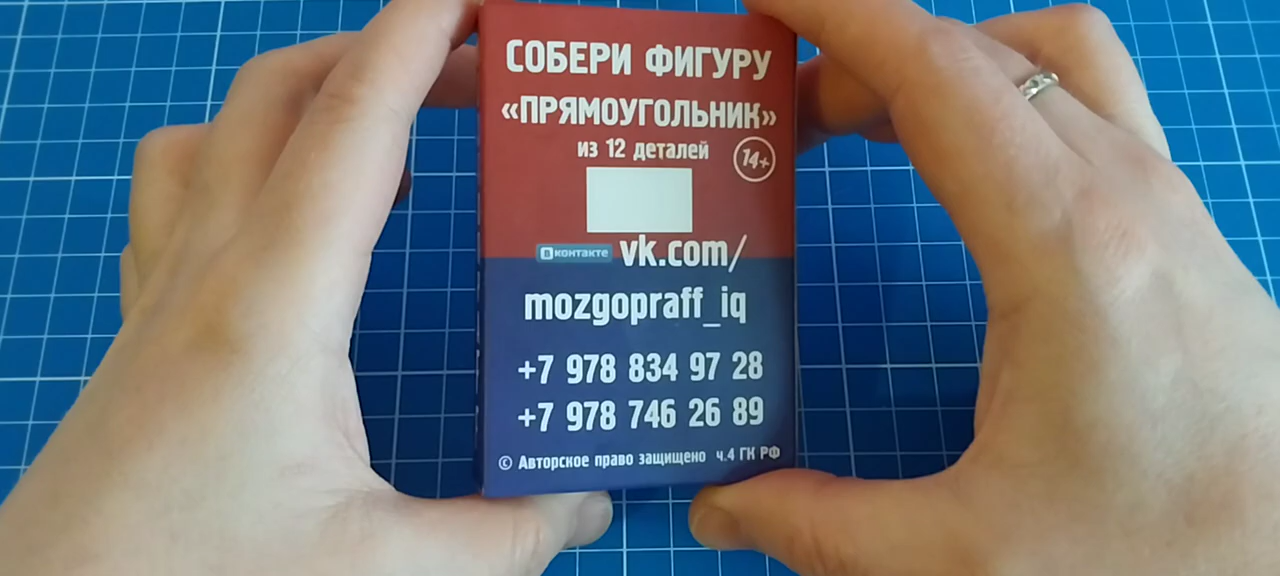 СОБЕРИ ФИГУРУ
«ПРЯМОУГОЛЬНИК»
из 12 деталей
14+
В контакте vk.com/
mozgopraff_iq
+7 978 834 97 28
+7 978 746 26 89
© Авторское право защищено ч.4 ГК РФ